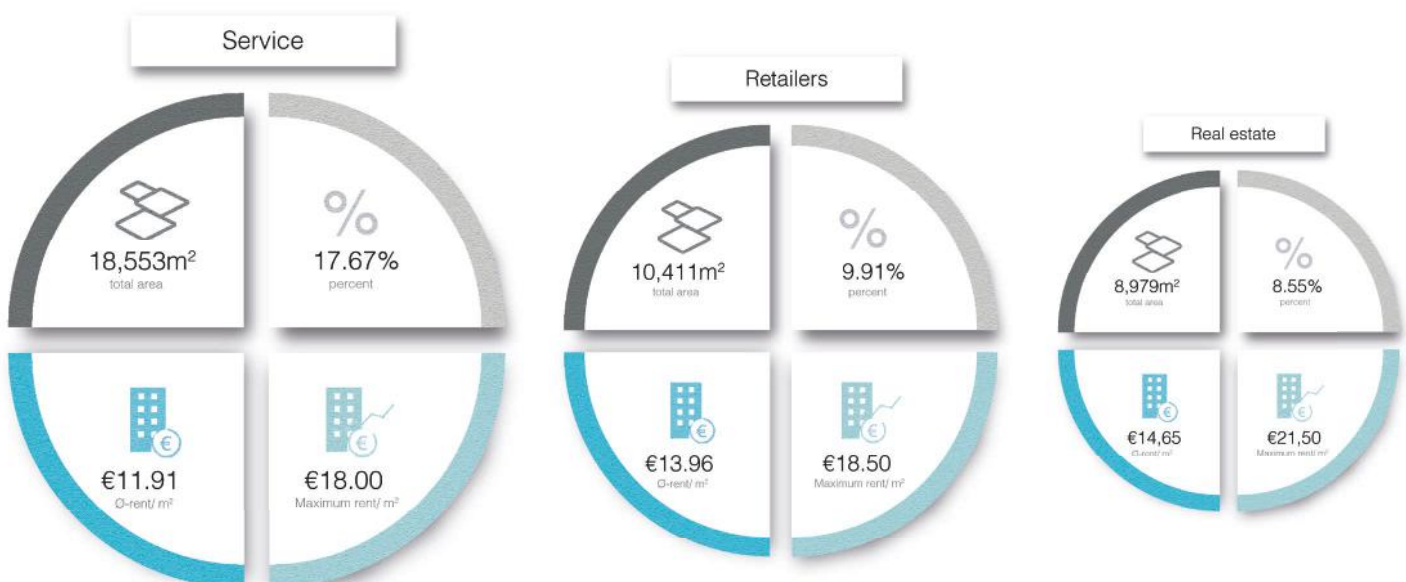 Service
18,553m²
total area
%
17.67%
percent
€
€11.91
Ø-rent/ m²
€
€18.00
Maximum rent/ m²
Retailers
10,411m²
total area
%
9.91%
percent
€
€13.96
Ø-rent/ m²
€
€18.50
Maximum rent/ m²
Real estate
8,979m²
total area
%
8.55%
percent
€
€14,65
Ø-rent/ m²
€
€21,50
Maximum rent/ m²